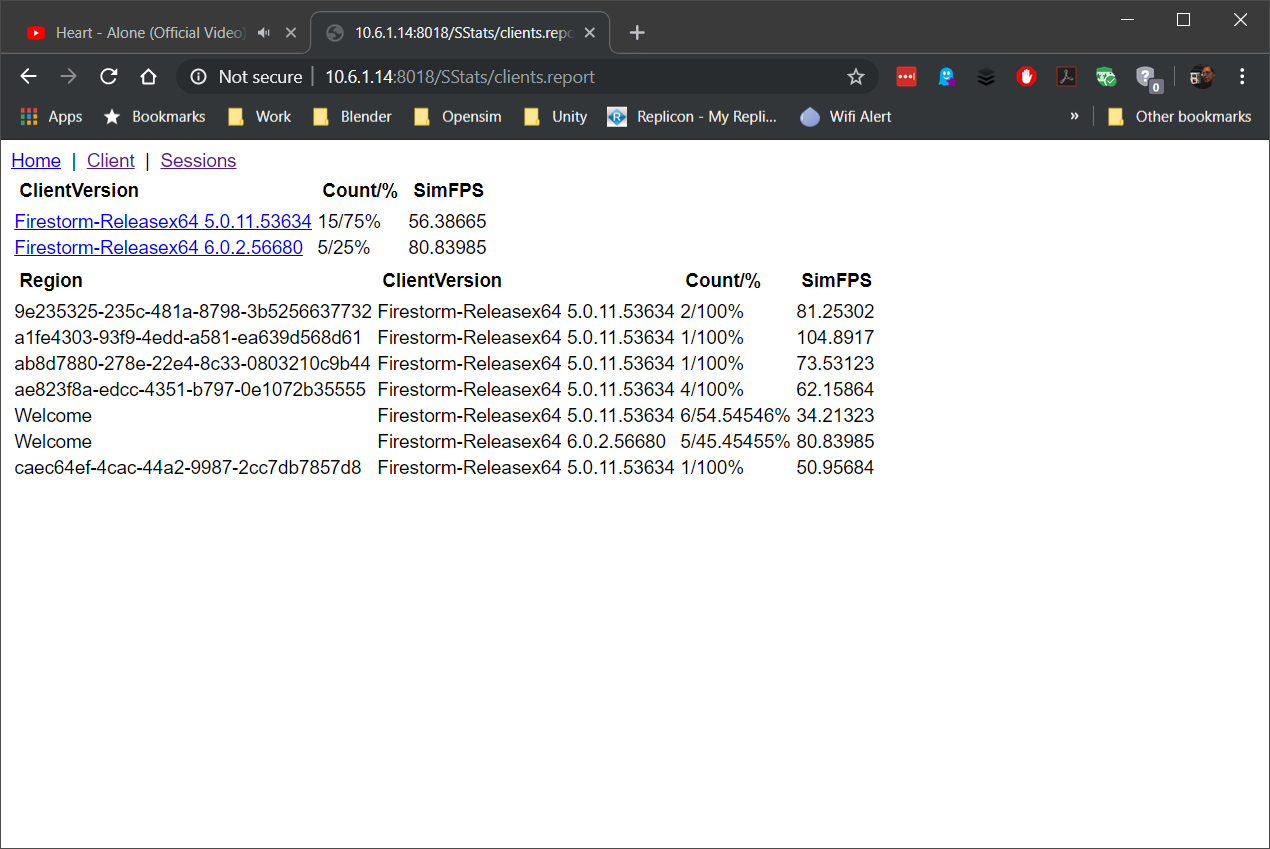 Heart - Alone (Official Video)
10.6.1.14:8018/SStats/clients.repo
Not secure | 10.6.1.14:8018/SStats/clients.report
0
Apps Bookmarks Work Blender Opensim Unity Replicon - My Repli... Wifi Alert » Other bookmarks
Home | Client | Sessions
ClientVersion Count/% SimFPS
Firestorm-Releasex64 5.0.11.53634 15/75% 56.38665
Firestorm-Releasex64 6.0.2.56680 5/25% 80.83985
Region ClientVersion Count/% SimFPS
9e235325-235c-481a-8798-3b5256637732 Firestorm-Releasex64 5.0.11.53634 2/100% 81.25302
a1fe4303-93f9-4edd-a581-ea639d568d61 Firestorm-Releasex64 5.0.11.53634 1/100% 104.8917
ab8d7880-278e-22e4-8c33-0803210c9b44 Firestorm-Releasex64 5.0.11.53634 1/100% 73.53123
ae823f8a-edcc-4351-b797-0e1072b35555 Firestorm-Releasex64 5.0.11.53634 4/100% 62.15864
Welcome Firestorm-Releasex64 5.0.11.53634 6/54.54546% 34.21323
Welcome Firestorm-Releasex64 6.0.2.56680 5/45.45455% 80.83985
caec64ef-4cac-44a2-9987-2cc7db7857d8 Firestorm-Releasex64 5.0.11.53634 1/100% 50.95684